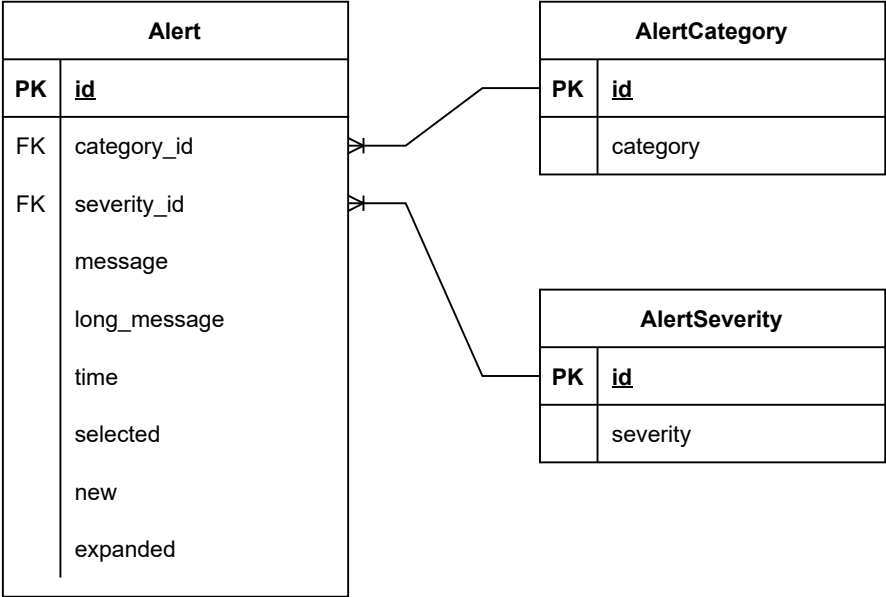 Alert
PK id
FK category_id
FK severity_id
message
long_message
time
selected
new
expanded
AlertCategory
PK id
category
AlertSeverity
PK id
severity